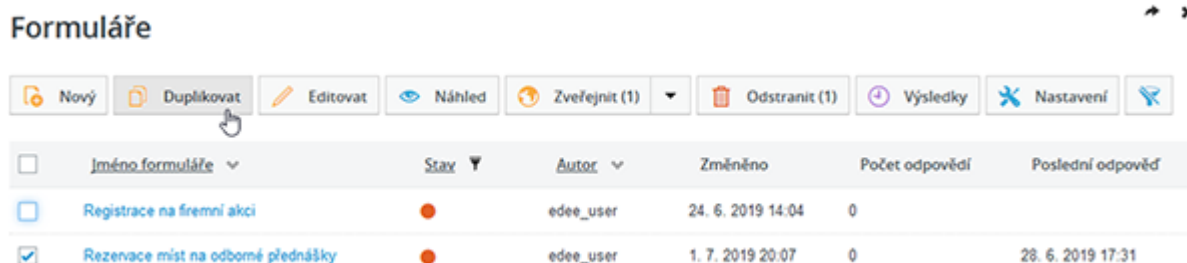 Formuláře
Nový Duplikovat Editovat Náhled Zveřejnit (1) Odstranit (1) Výsledky Nastavení
Jméno formuláře Stav Autor Změněno Počet odpovědí Poslední odpověď
Registrace na firemní akci edee_user 24. 6. 2019 14:04 0
Rezervace míst na odborné přednášky edee_user 1. 7. 2019 20:07 0 28. 6. 2019 17:31